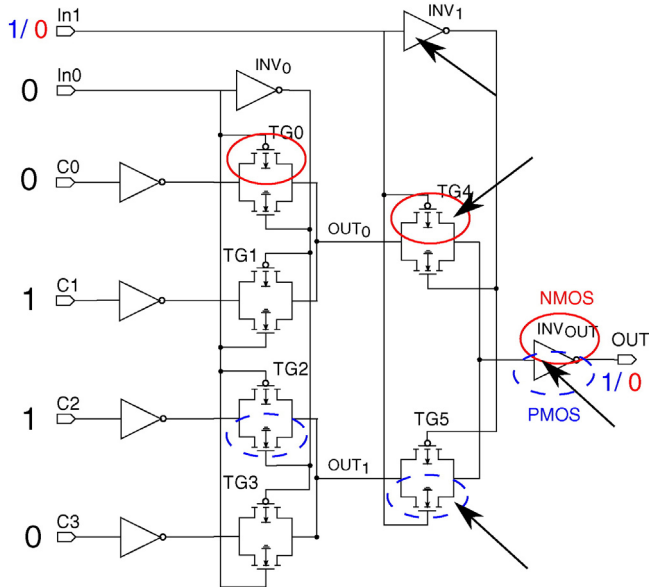 1/0 In1
INV1
0 In0
INV0
TG0
0 C0
TG4
OUT0
TG1
1 C1
NMOS
INVOUT OUT
TG2
1/0
1 C2
PMOS
TG5
OUT1
TG3
0 C3